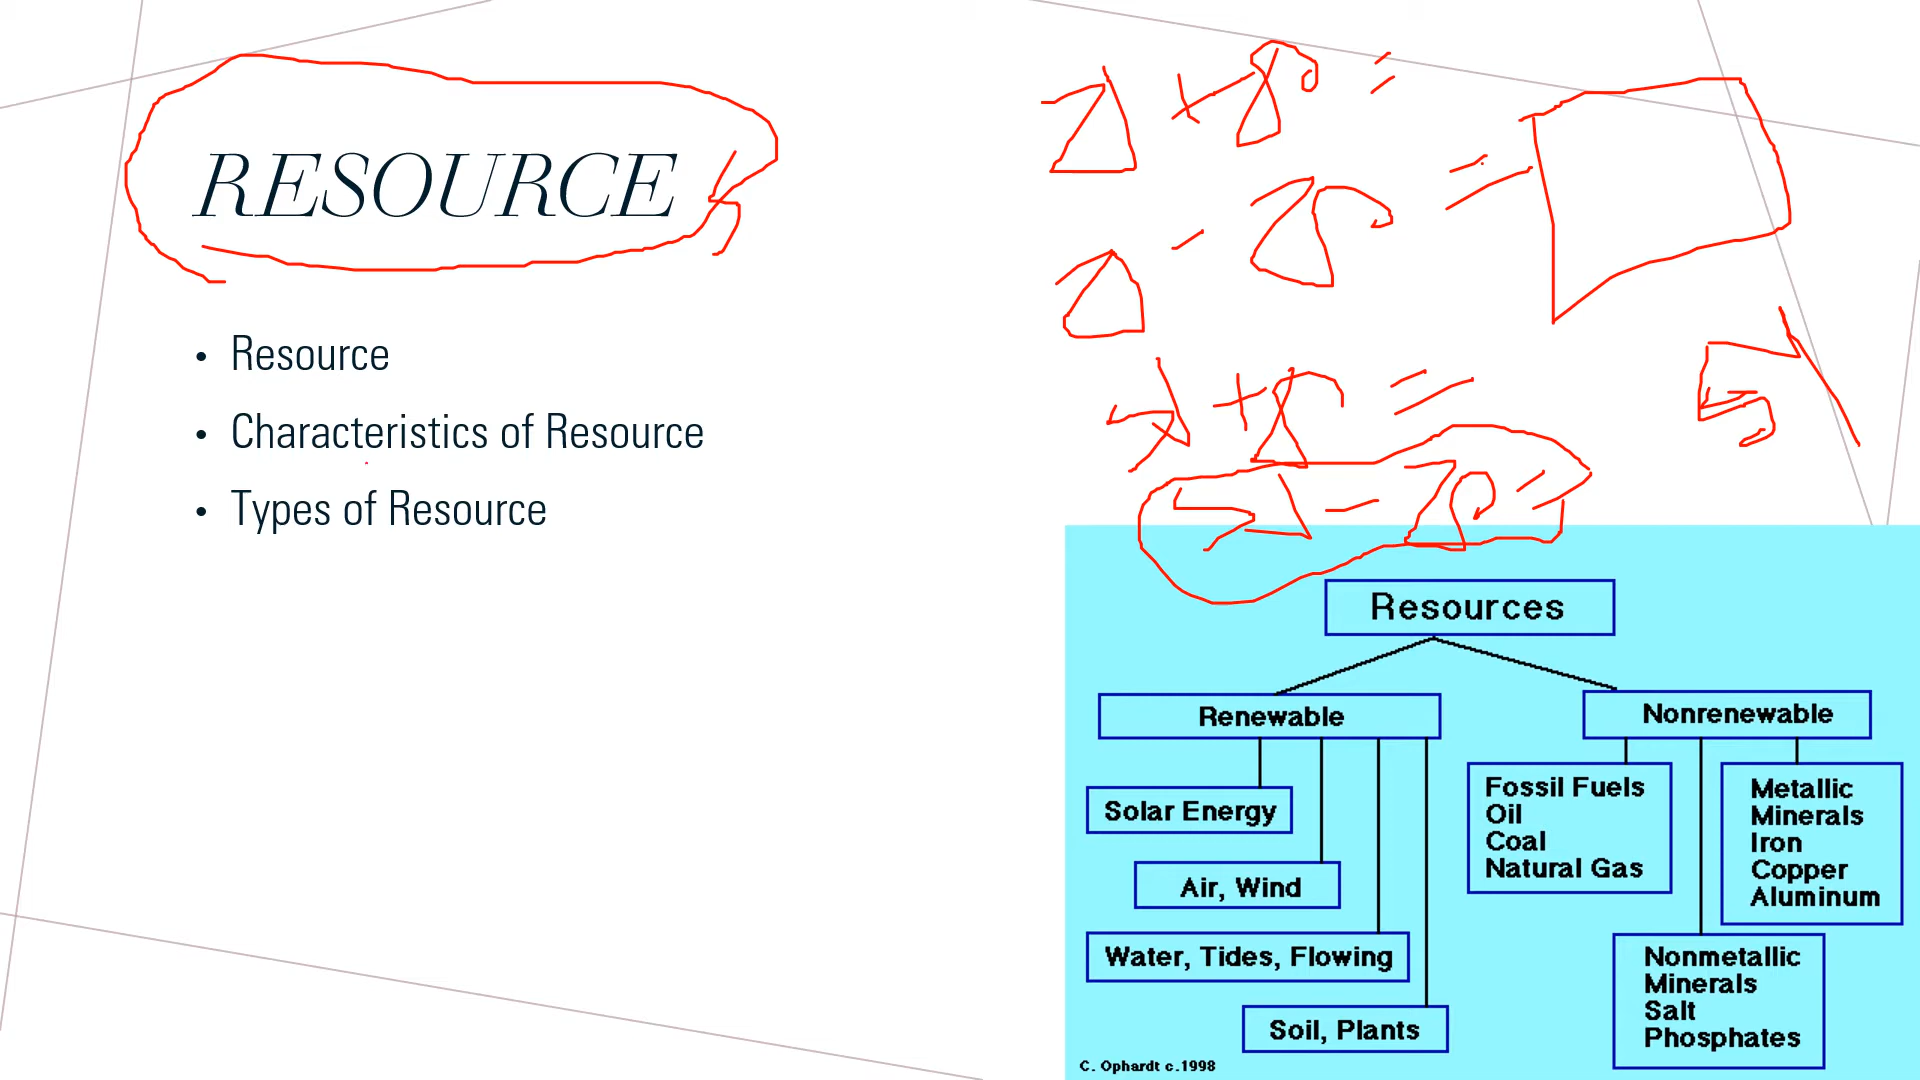 RESOURCE
• Resource
• Characteristics of Resource
• Types of Resource
Resources
Renewable
Nonrenewable
Solar Energy
Air, Wind
Water, Tides, Flowing
Soil, Plants
Fossil Fuels
Oil
Coal
Natural Gas
Metallic
Minerals
Iron
Copper
Aluminum
Nonmetallic
Minerals
Salt
Phosphates
C. Ophardt c.1998